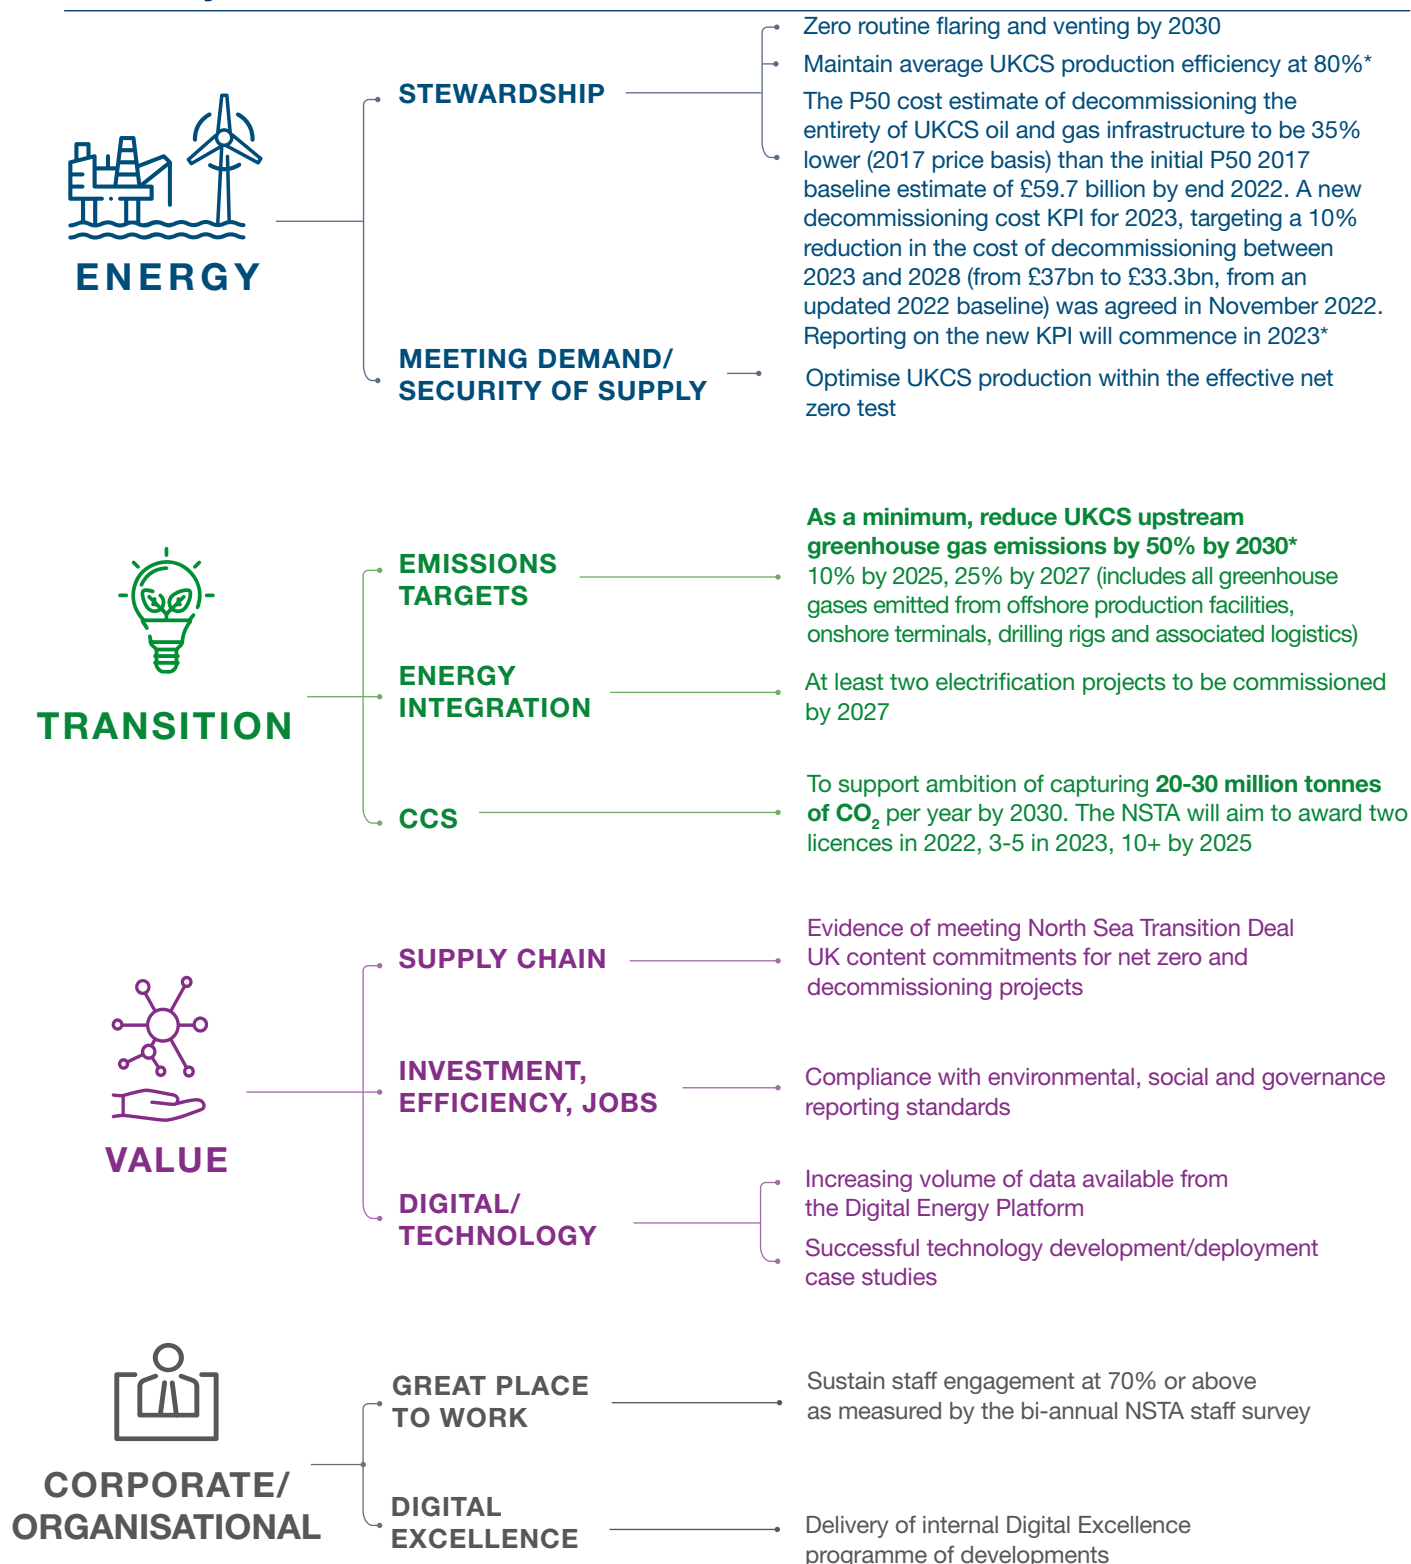 ENERGY
STEWARDSHIP
Zero routine flaring and venting by 2030
Maintain average UKCS production efficiency at 80%*
The P50 cost estimate of decommissioning the
entirety of UKCS oil and gas infrastructure to be 35%
lower (2017 price basis) than the initial P50 2017
baseline estimate of £59.7 billion by end 2022. A new
decommissioning cost KPI for 2023, targeting a 10%
reduction in the cost of decommissioning between
2023 and 2028 (from £37bn to £33.3bn, from an
updated 2022 baseline) was agreed in November 2022.
Reporting on the new KPI will commence in 2023*
MEETING DEMAND/
SECURITY OF SUPPLY
Optimise UKCS production within the effective net
zero test
TRANSITION
EMISSIONS
TARGETS
As a minimum, reduce UKCS upstream
greenhouse gas emissions by 50% by 2030*
10% by 2025, 25% by 2027 (includes all greenhouse
gases emitted from offshore production facilities,
onshore terminals, drilling rigs and associated logistics)
ENERGY
INTEGRATION
At least two electrification projects to be commissioned
by 2027
CCS
To support ambition of capturing 20-30 million tonnes
of CO₂ per year by 2030. The NSTA will aim to award two
licences in 2022, 3-5 in 2023, 10+ by 2025
VALUE
SUPPLY CHAIN
Evidence of meeting North Sea Transition Deal
UK content commitments for net zero and
decommissioning projects
INVESTMENT,
EFFICIENCY, JOBS
Compliance with environmental, social and governance
reporting standards
DIGITAL/
TECHNOLOGY
Increasing volume of data available from
the Digital Energy Platform
Successful technology development/deployment
case studies
CORPORATE/
ORGANISATIONAL
GREAT PLACE
TO WORK
Sustain staff engagement at 70% or above
as measured by the bi-annual NSTA staff survey
DIGITAL
EXCELLENCE
Delivery of internal Digital Excellence
programme of developments